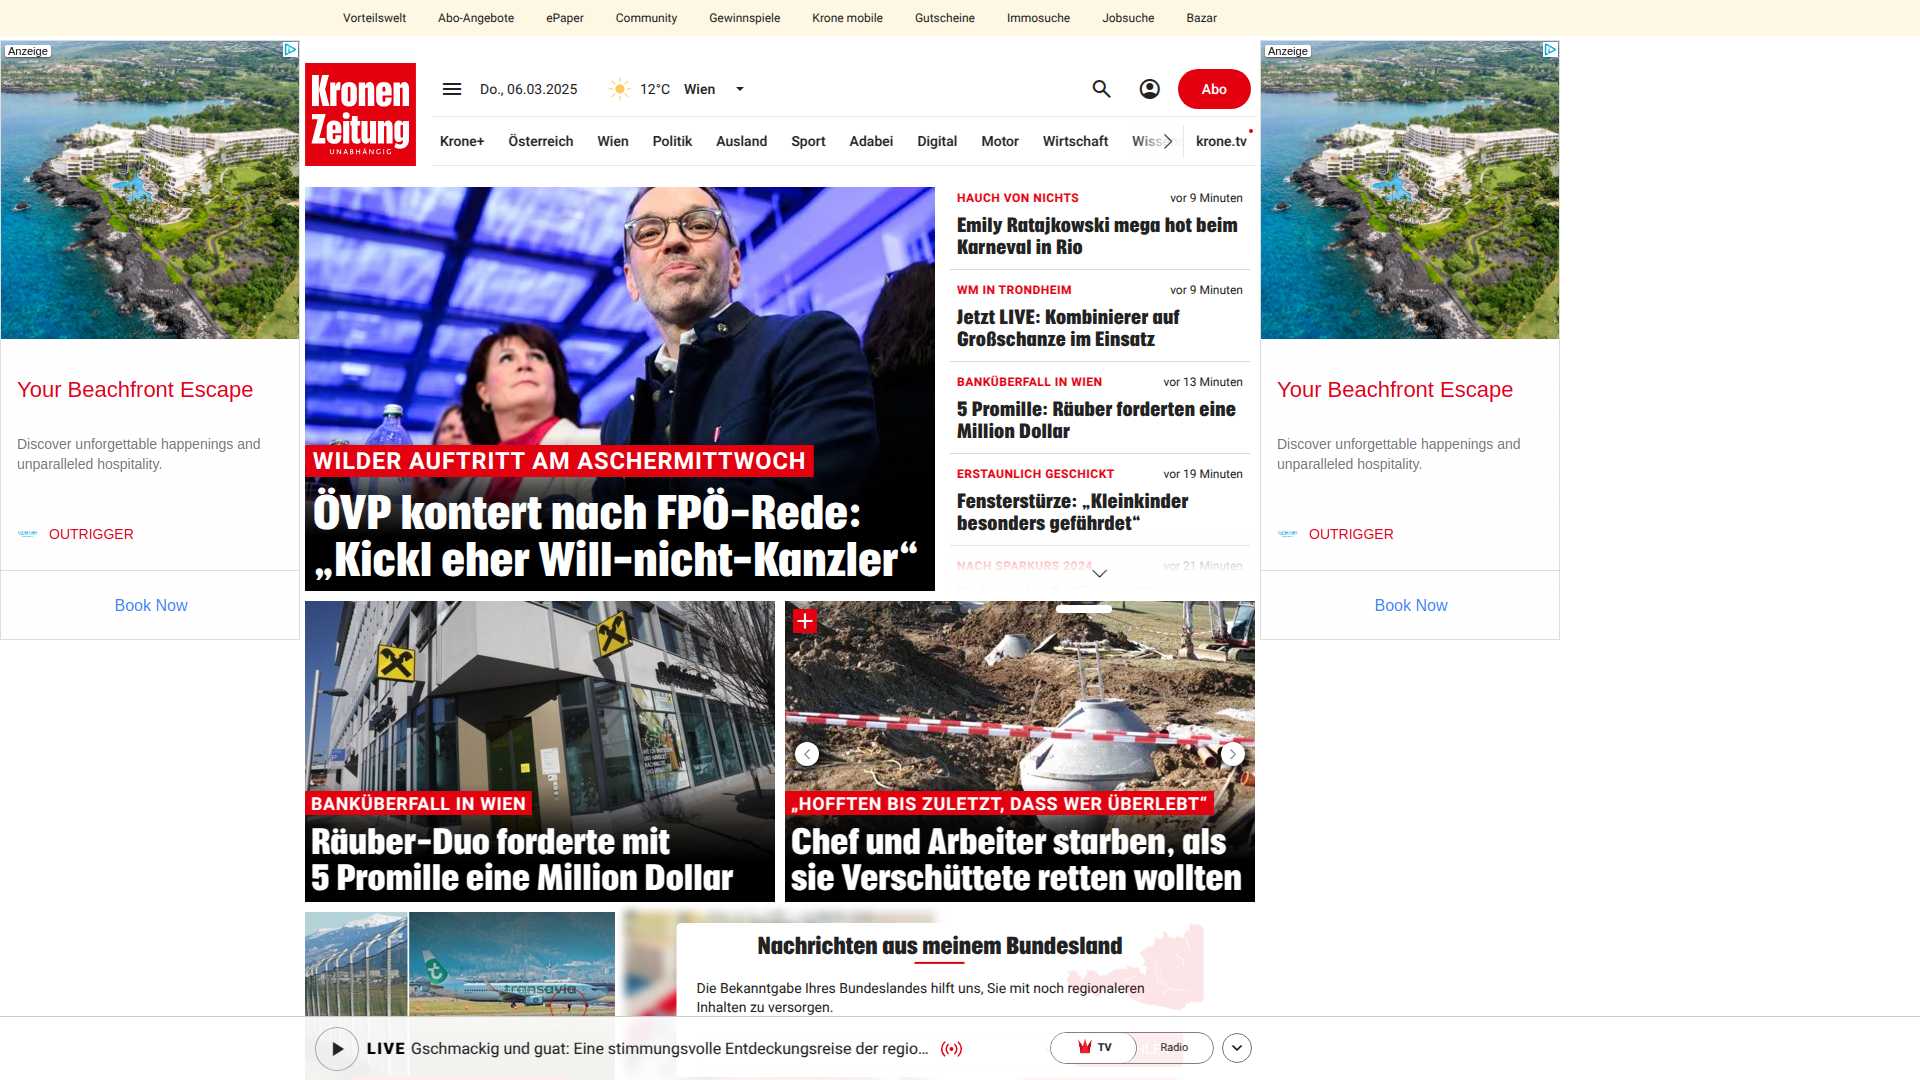 Vorteilswelt Abo-Angebote ePaper Community Gewinnspiele Krone mobile Gutscheine Immosuche Jobsuche Bazar
Anzeige
Your Beachfront Escape
Discover unforgettable happenings and
unparalleled hospitality.
OUTRIGGER
Book Now
Kronen
Zeitung
UNABHÄNGIG
Do., 06.03.2025 12°C Wien
Abo
Krone+ Österreich Wien Politik Ausland Sport Adabei Digital Motor Wirtschaft krone.tv
WILDER AUFTRITT AM ASCHERMITTWOCH
ÖVP kontert nach FPÖ-Rede:
„Kickl eher Will-nicht-Kanzler“
HAUCH VON NICHTS vor 9 Minuten
Emily Ratajkowski mega hot beim
Karneval in Rio
WM IN TRONDHEIM vor 9 Minuten
Jetzt LIVE: Kombinierer auf
Großschanze im Einsatz
BANKÜBERFALL IN WIEN vor 13 Minuten
5 Promille: Räuber forderten eine
Million Dollar
ERSTAUNLICH GESCHICKT vor 19 Minuten
Fensterstürze: „Kleinkinder
besonders gefährdet“
NACH SPARKURS 2024 vor 21 Minuten
BANKÜBERFALL IN WIEN
Räuber-Duo forderte mit
5 Promille eine Million Dollar
„HOFFTEN BIS ZULETZT, DASS WER ÜBERLEBT“
Chef und Arbeiter starben, als
sie Verschüttete retten wollten
transavia
Nachrichten aus meinem Bundesland
Die Bekanntgabe Ihres Bundeslandes hilft uns, Sie mit noch regionaleren
Inhalten zu versorgen.
LIVE Gschmackig und guat: Eine stimmungsvolle Entdeckungsreise der regio...
TV Radio
Anzeige
Your Beachfront Escape
Discover unforgettable happenings and
unparalleled hospitality.
OUTRIGGER
Book Now